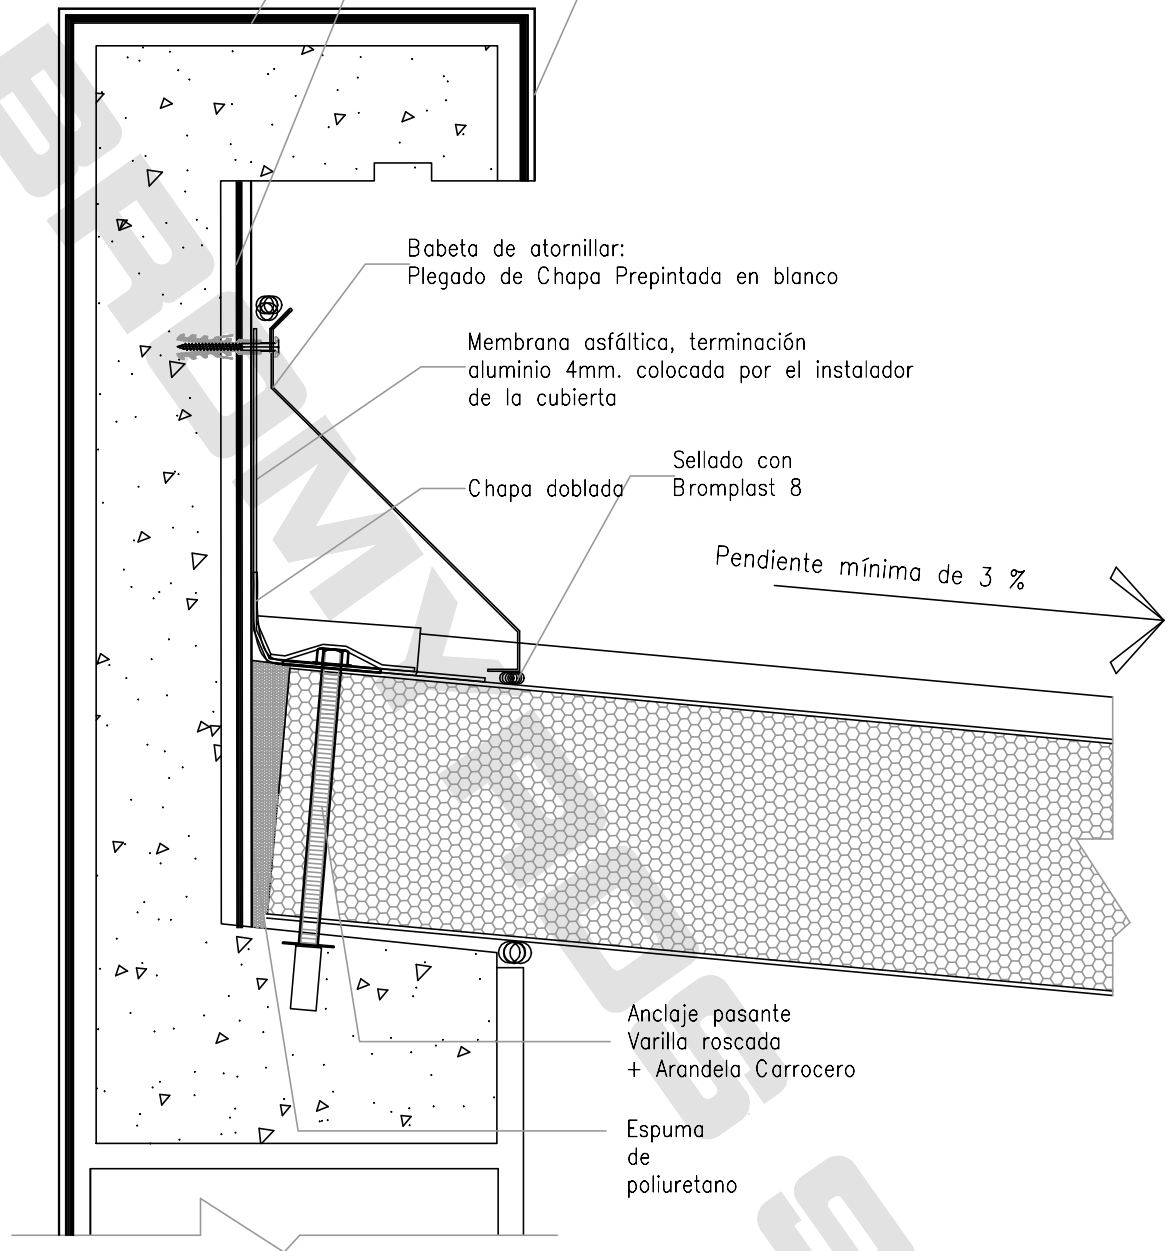 Babeta de atornillar:
Plegado de Chapa Prepintada en blanco
Membrana asfáltica, terminación
aluminio 4mm. colocada por el instalador
de la cubierta
Sellado con
Bromplast 8
Chapa doblada
Pendiente mínima de 3 %
Anclaje pasante
Varilla roscada
+ Arandela Carrocero
Espuma
de
poliuretano